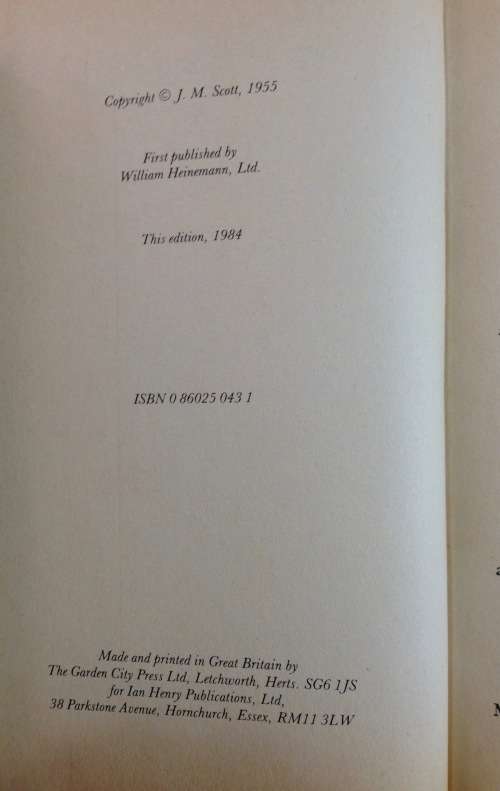 Copyright © J. M. Scott, 1955
First published by
William Heinemann, Ltd.
This edition, 1984
ISBN 0 86025 043 1
Made and printed in Great Britain by
The Garden City Press Ltd, Letchworth, Herts. SG6 1JS
for Ian Henry Publications, Ltd,
38 Parkstone Avenue, Hornchurch, Essex, RM11 3LW